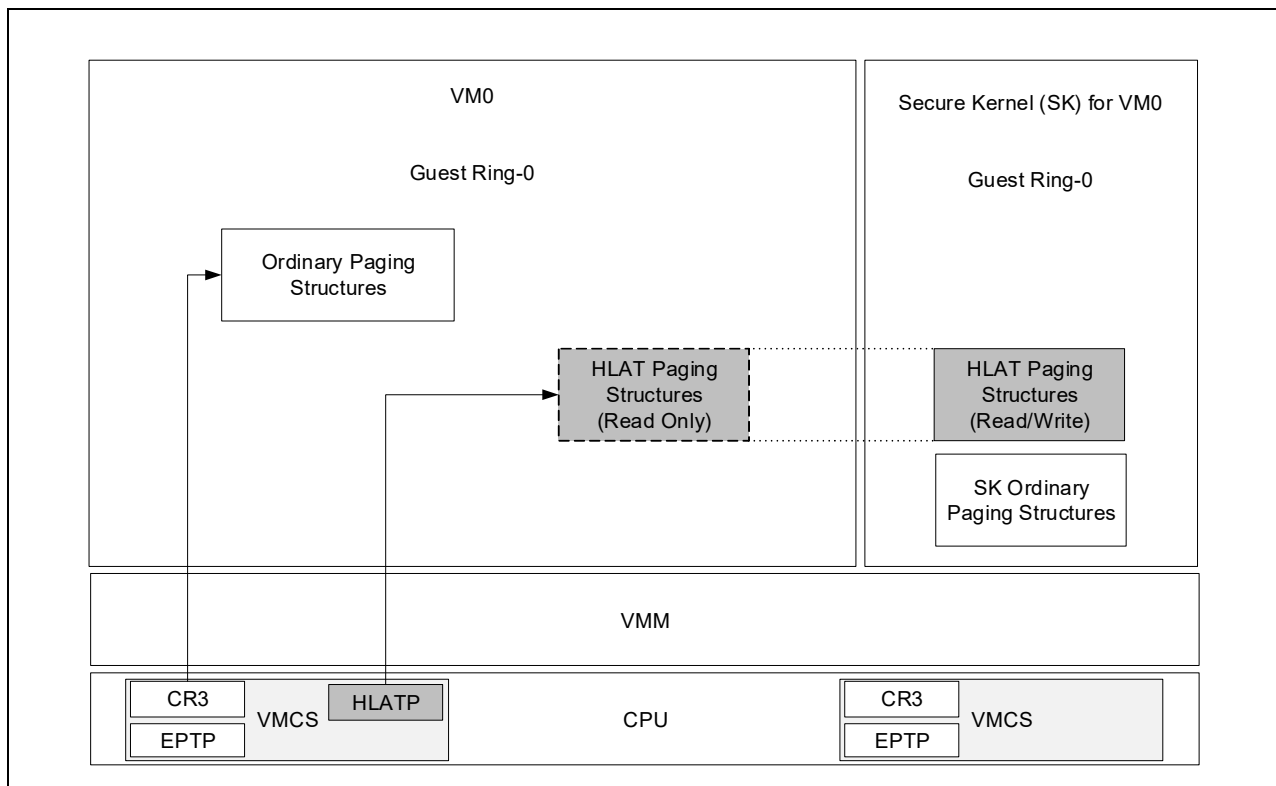 VM0
Guest Ring-0
Ordinary Paging
Structures
HLAT Paging
Structures
(Read Only)
Secure Kernel (SK) for VM0
Guest Ring-0
HLAT Paging
Structures
(Read/Write)
SK Ordinary
Paging Structures
VMM
CR3
EPTP
VMCS
HLATP
CPU
CR3
EPTP
VMCS